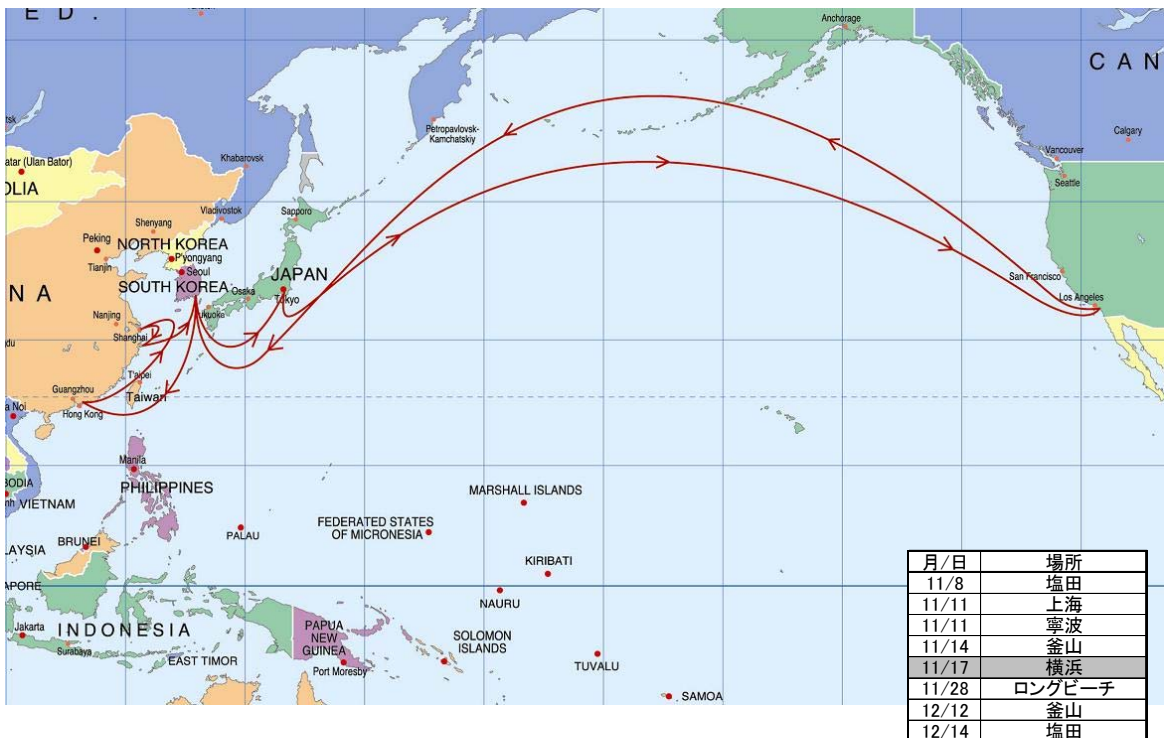 E D .
Anchorage
C A N
tsk
Petropavlovsk-
Kamchatskiy
Calgary
atar (Ulan Bator)
Khabarovsk
Vancouver
OLIA
Seattle
Shenyang
Vladivostok
Sapporo
Peking
NORTH KOREA
P'yongyang
Tianjin
Seoul
JAPAN
San Francisco
SOUTH KOREA
Osaka
Tokyo
N A
Los Angeles
Nanjing
ukuoka
Shanghai
du
T'aipei
Guangzhou
Taiwan
a Noi
Hong Kong
Manila
BODIA
PHILIPPINES
MARSHALL ISLANDS
nh
VIETNAM
FEDERATED STATES
OF MICRONESIA
PALAU
LAYSIA
BRUNEI
KIRIBATI
APORE
NAURU
Jakarta
INDONESIA
PAPUA
NEW
GUINEA
SOLOMON
ISLANDS
Surabaya
EAST TIMOR
Port Moresby
TUVALU
SAMOA
月/日 場所
11/8 塩田
11/11 上海
11/11 寧波
11/14 釜山
11/17 横浜
11/28 ロングビーチ
12/12 釜山
12/14 塩田